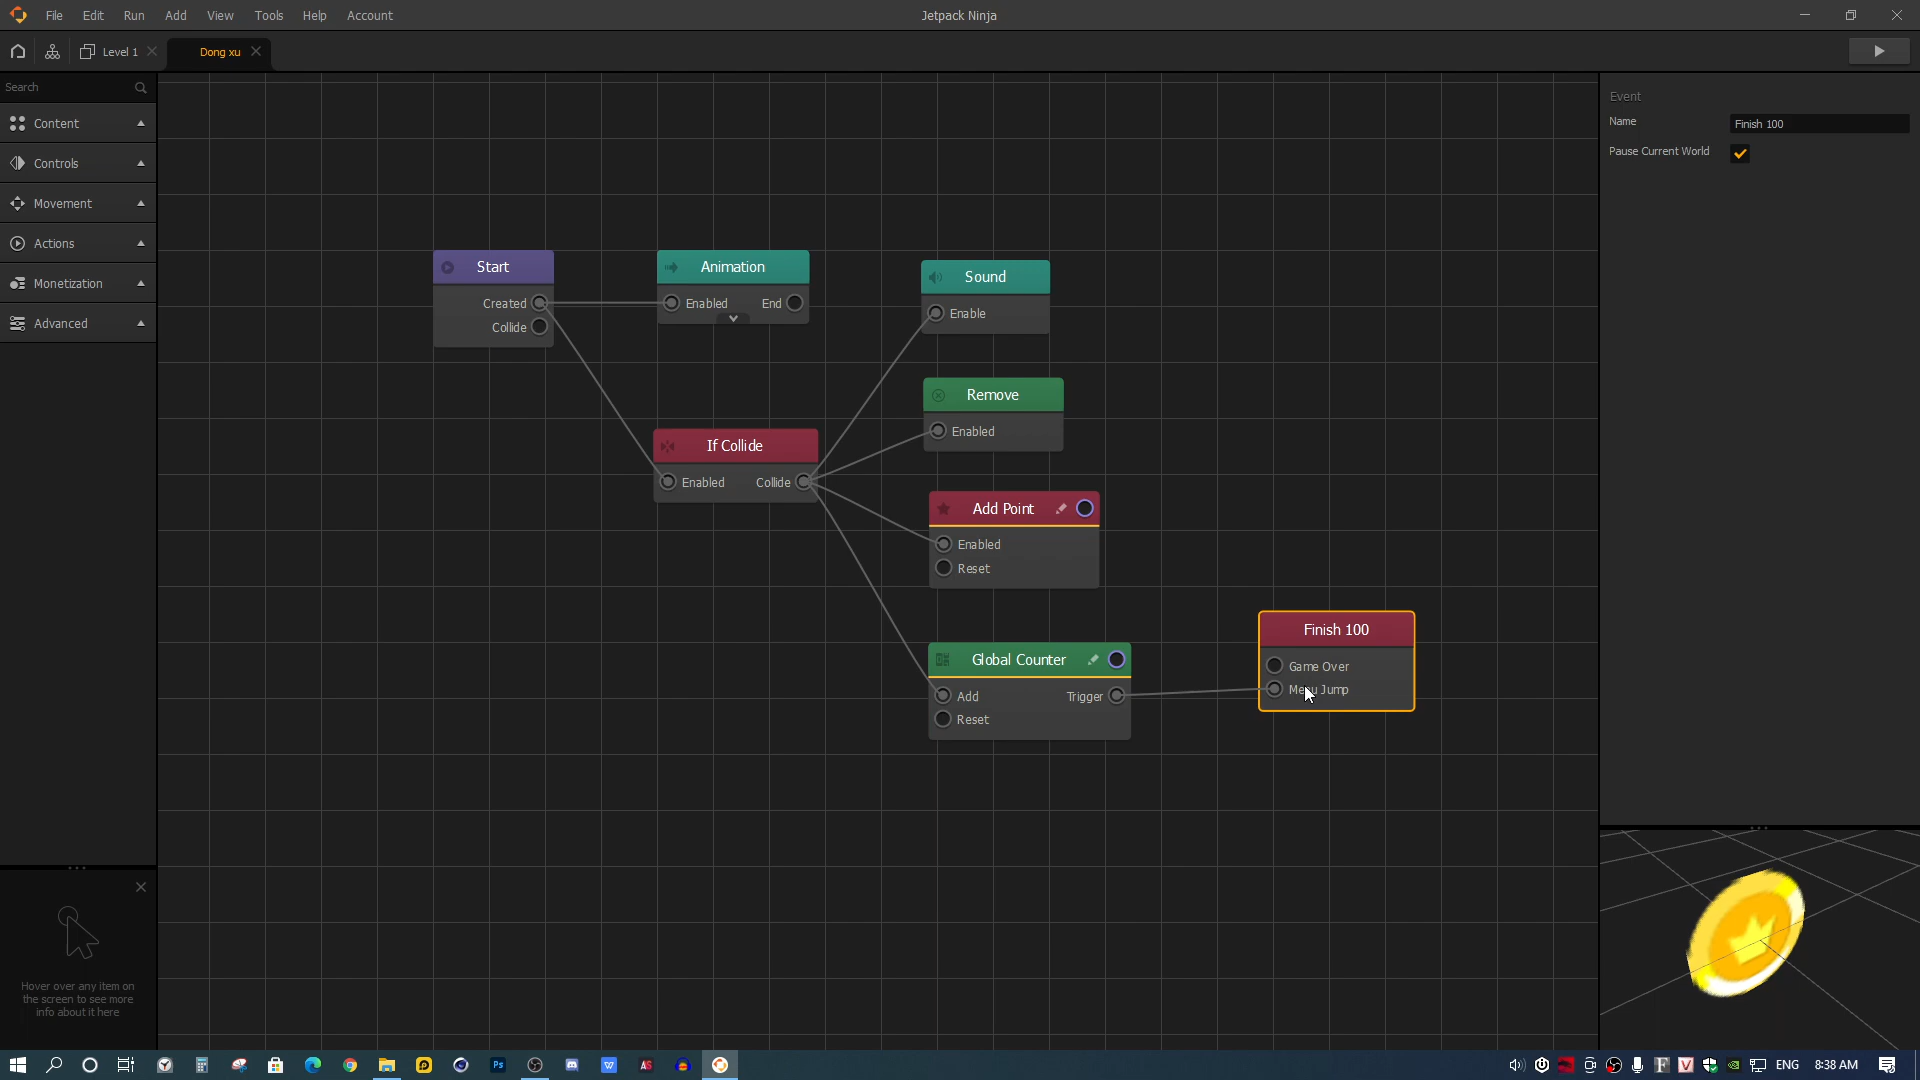 File Edit Run Add View Tools Help Account
Jetpack Ninja
Level 1
Dong xu
Search
Content
Controls
Movement
Actions
Monetization
Advanced
Hover over any item on
the screen to see more
info about it here
Start
Created
Collide
Animation
Enabled End
Sound
Enable
If Collide
Enabled Collide
Remove
Enabled
Add Point
Enabled
Reset
Global Counter
Add Trigger
Reset
Finish 100
Game Over
Menu Jump
Event
Name Finish 100
Pause Current World
Ps
AS
ENG 8:38 AM